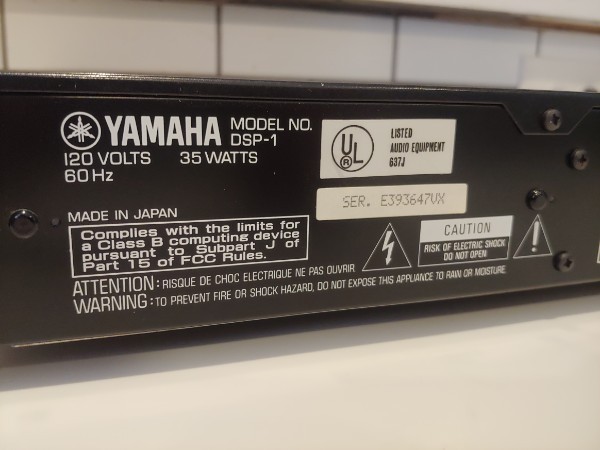 YAMAHA MODEL NO.
DSP-1
120 VOLTS 35 WATTS
60 Hz
UL
®
LISTED
AUDIO EQUIPMENT
637J
SER. E393647VX
MADE IN JAPAN
Complies with the limits for
a Class B computing device
pursuant to Subpart J of
Part 15 of FCC Rules.
CAUTION
RISK OF ELECTRIC SHOCK
DO NOT OPEN
!
ATTENTION : RISQUE DE CHOC ELECTRIQUE NE PAS OUVRIR
WARNING : TO PREVENT FIRE OR SHOCK HAZARD, DO NOT EXPOSE THIS APPLIANCE TO RAIN OR MOISTURE.